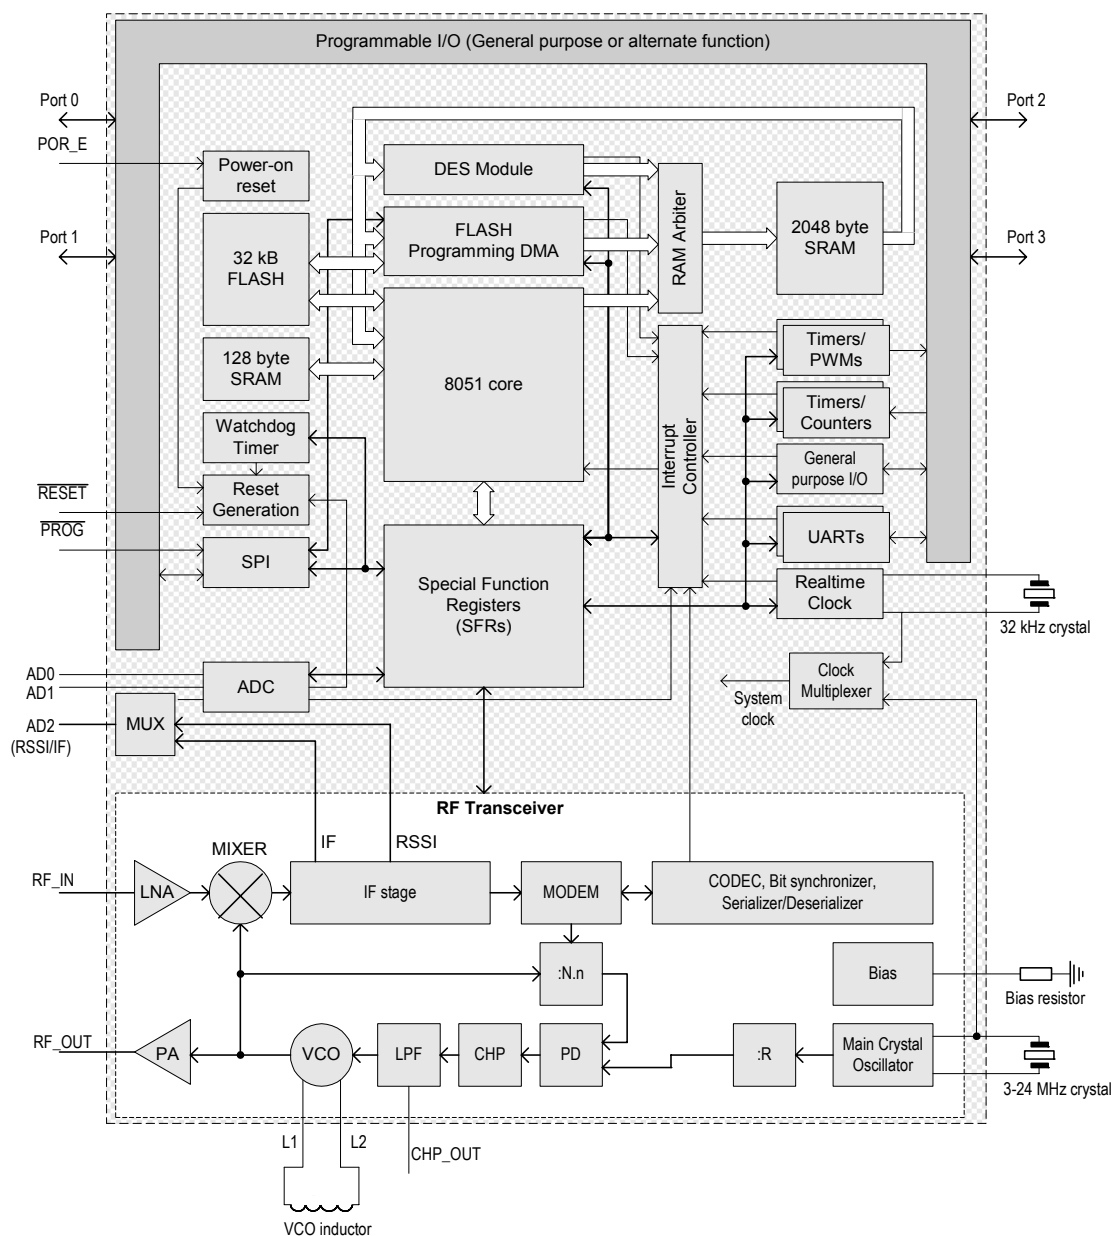 Programmable I/O (General purpose or alternate function)
Port 0
Port 2
POR_E
Power-on
reset
DES Module
Port 1
Port 3
32 kB
FLASH
FLASH
Programming DMA
RAM Arbiter
2048 byte
SRAM
128 byte
SRAM
8051 core
Interrupt
Controller
Timers/
PWMs
Timers/
Counters
General
purpose I/O
UARTs
Realtime
Clock
Watchdog
Timer
RESET
Reset
Generation
PROG
SPI
Special Function
Registers
(SFRs)
32 kHz crystal
AD0
AD1
ADC
Clock
Multiplexer
System
clock
AD2
(RSSI/IF)
MUX
RF Transceiver
IF
RSSI
MIXER
RF_IN
LNA
IF stage
MODEM
CODEC, Bit synchronizer,
Serializer/Deserializer
:N.n
Bias
Bias resistor
RF_OUT
PA
VCO
LPF
CHP
PD
:R
Main Crystal
Oscillator
3-24 MHz crystal
L1
L2
CHP_OUT
VCO inductor